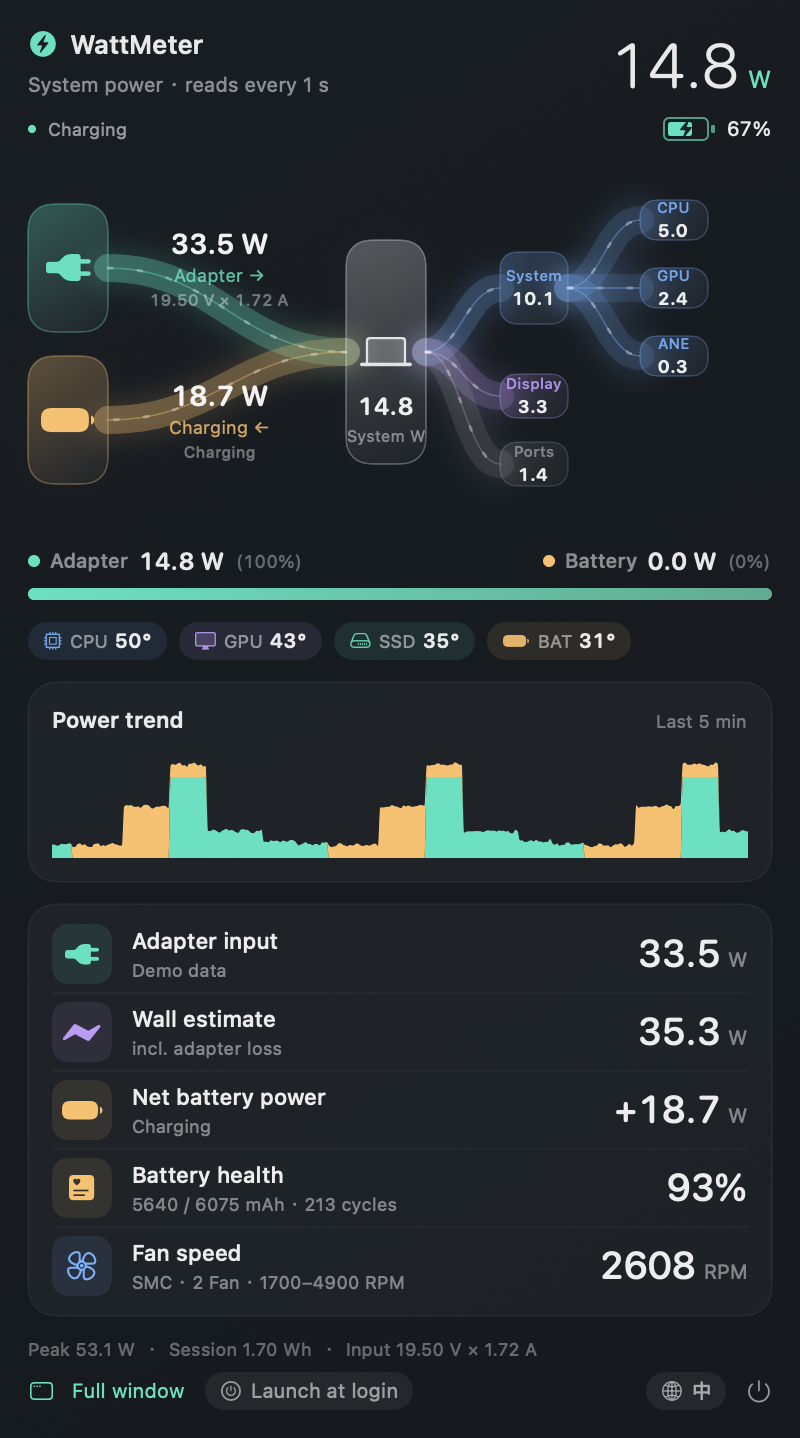 WattMeter
14.8 W
System power · reads every 1 s
Charging
67%
33.5 W
Adapter →
19.50 V × 1.72 A
18.7 W
Charging ←
Charging
14.8
System W
System
10.1
Display
3.3
Ports
1.4
CPU
5.0
GPU
2.4
ANE
0.3
Adapter 14.8 W (100%)
Battery 0.0 W (0%)
CPU 50°
GPU 43°
SSD 35°
BAT 31°
Power trend
Last 5 min
Adapter input
Demo data
33.5 W
Wall estimate
incl. adapter loss
35.3 W
Net battery power
Charging
+18.7 W
Battery health
5640 / 6075 mAh · 213 cycles
93%
Fan speed
SMC · 2 Fan · 1700–4900 RPM
2608 RPM
Peak 53.1 W · Session 1.70 Wh · Input 19.50 V × 1.72 A
Full window
Launch at login
中